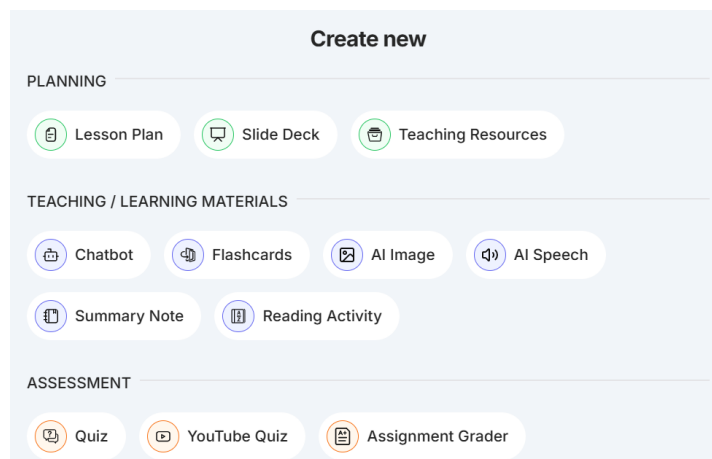 Create new
PLANNING
Lesson Plan Slide Deck Teaching Resources
TEACHING / LEARNING MATERIALS
Chatbot Flashcards AI Image AI Speech
Summary Note Reading Activity
ASSESSMENT
Quiz YouTube Quiz Assignment Grader